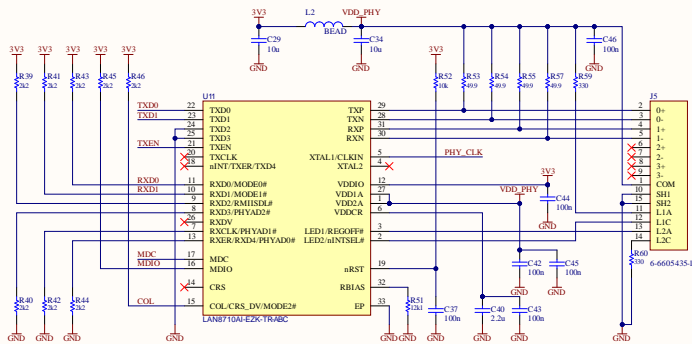 3V3 L2 VDD_PHY
BEAD
C29 10u
C34 10u
C46 100n
GND GND GND
3V3 3V3 3V3 3V3 3V3 3V3
R39 2k2
R41 2k2
R43 2k2
R45 2k2
R46 2k2
R52 10k
R53 49.9
R54 49.9
R55 49.9
R57 49.9
R59 330
U11
J5
TXD0 22 TXD0 TXP 29 2 0+
TXD1 23 TXD1 TXN 28 3 0-
24 TXD2 RXP 31 4 1+
25 TXD3 RXN 30 5 1-
TXEN 21 TXEN 6 2+
20 TXCLK XTAL1/CLKIN 5 PHY_CLK 7 2-
18 nINT/TXER/TXD4 XTAL2 4 8 3+
9 3-
RXD0 11 RXD0/MODE0# VDDIO 12 3V3 1 COM
RXD1 10 RXD1/MODE1# VDD1A 27 VDD_PHY 10 SH1
9 RXD2/RMIISDL# VDD2A 1 15 SH2
8 RXD3/PHYAD2# VDDCR 6 11 L1A
26 RXDV 12 L1C
7 RXCLK/PHYAD1# LED1/REGOFF# 3 13 L2A
13 RXER/RXD4/PHYAD0# LED2/nINTSEL# 2 14 L2C
C44 100n
GND
MDC 17 MDC
MDIO 16 MDIO nRST 19
14 CRS RBIAS 32
COL 15 COL/CRS_DV/MODE2# EP 33
LAN8710AI-EZK-TR-ABC
R60 330
C42 100n
C45 100n
GND GND
R40 2k2
R42 2k2
R44 2k2
R51 12k1
C37 100n
C40 2.2u
C43 100n
GND GND GND GND GND GND GND GND GND GND